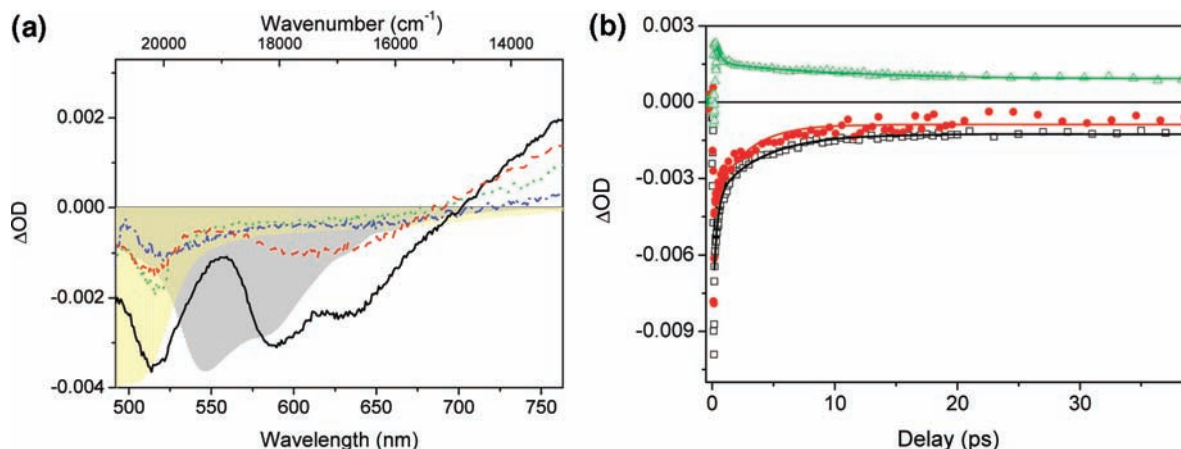 (a)
Wavenumber (cm⁻¹)
20000 18000 16000 14000
0.002
0.000
-0.002
-0.004
ΔOD
500 550 600 650 700 750
Wavelength (nm)
(b)
0.003
0.000
-0.003
-0.006
-0.009
ΔOD
0 10 20 30
Delay (ps)